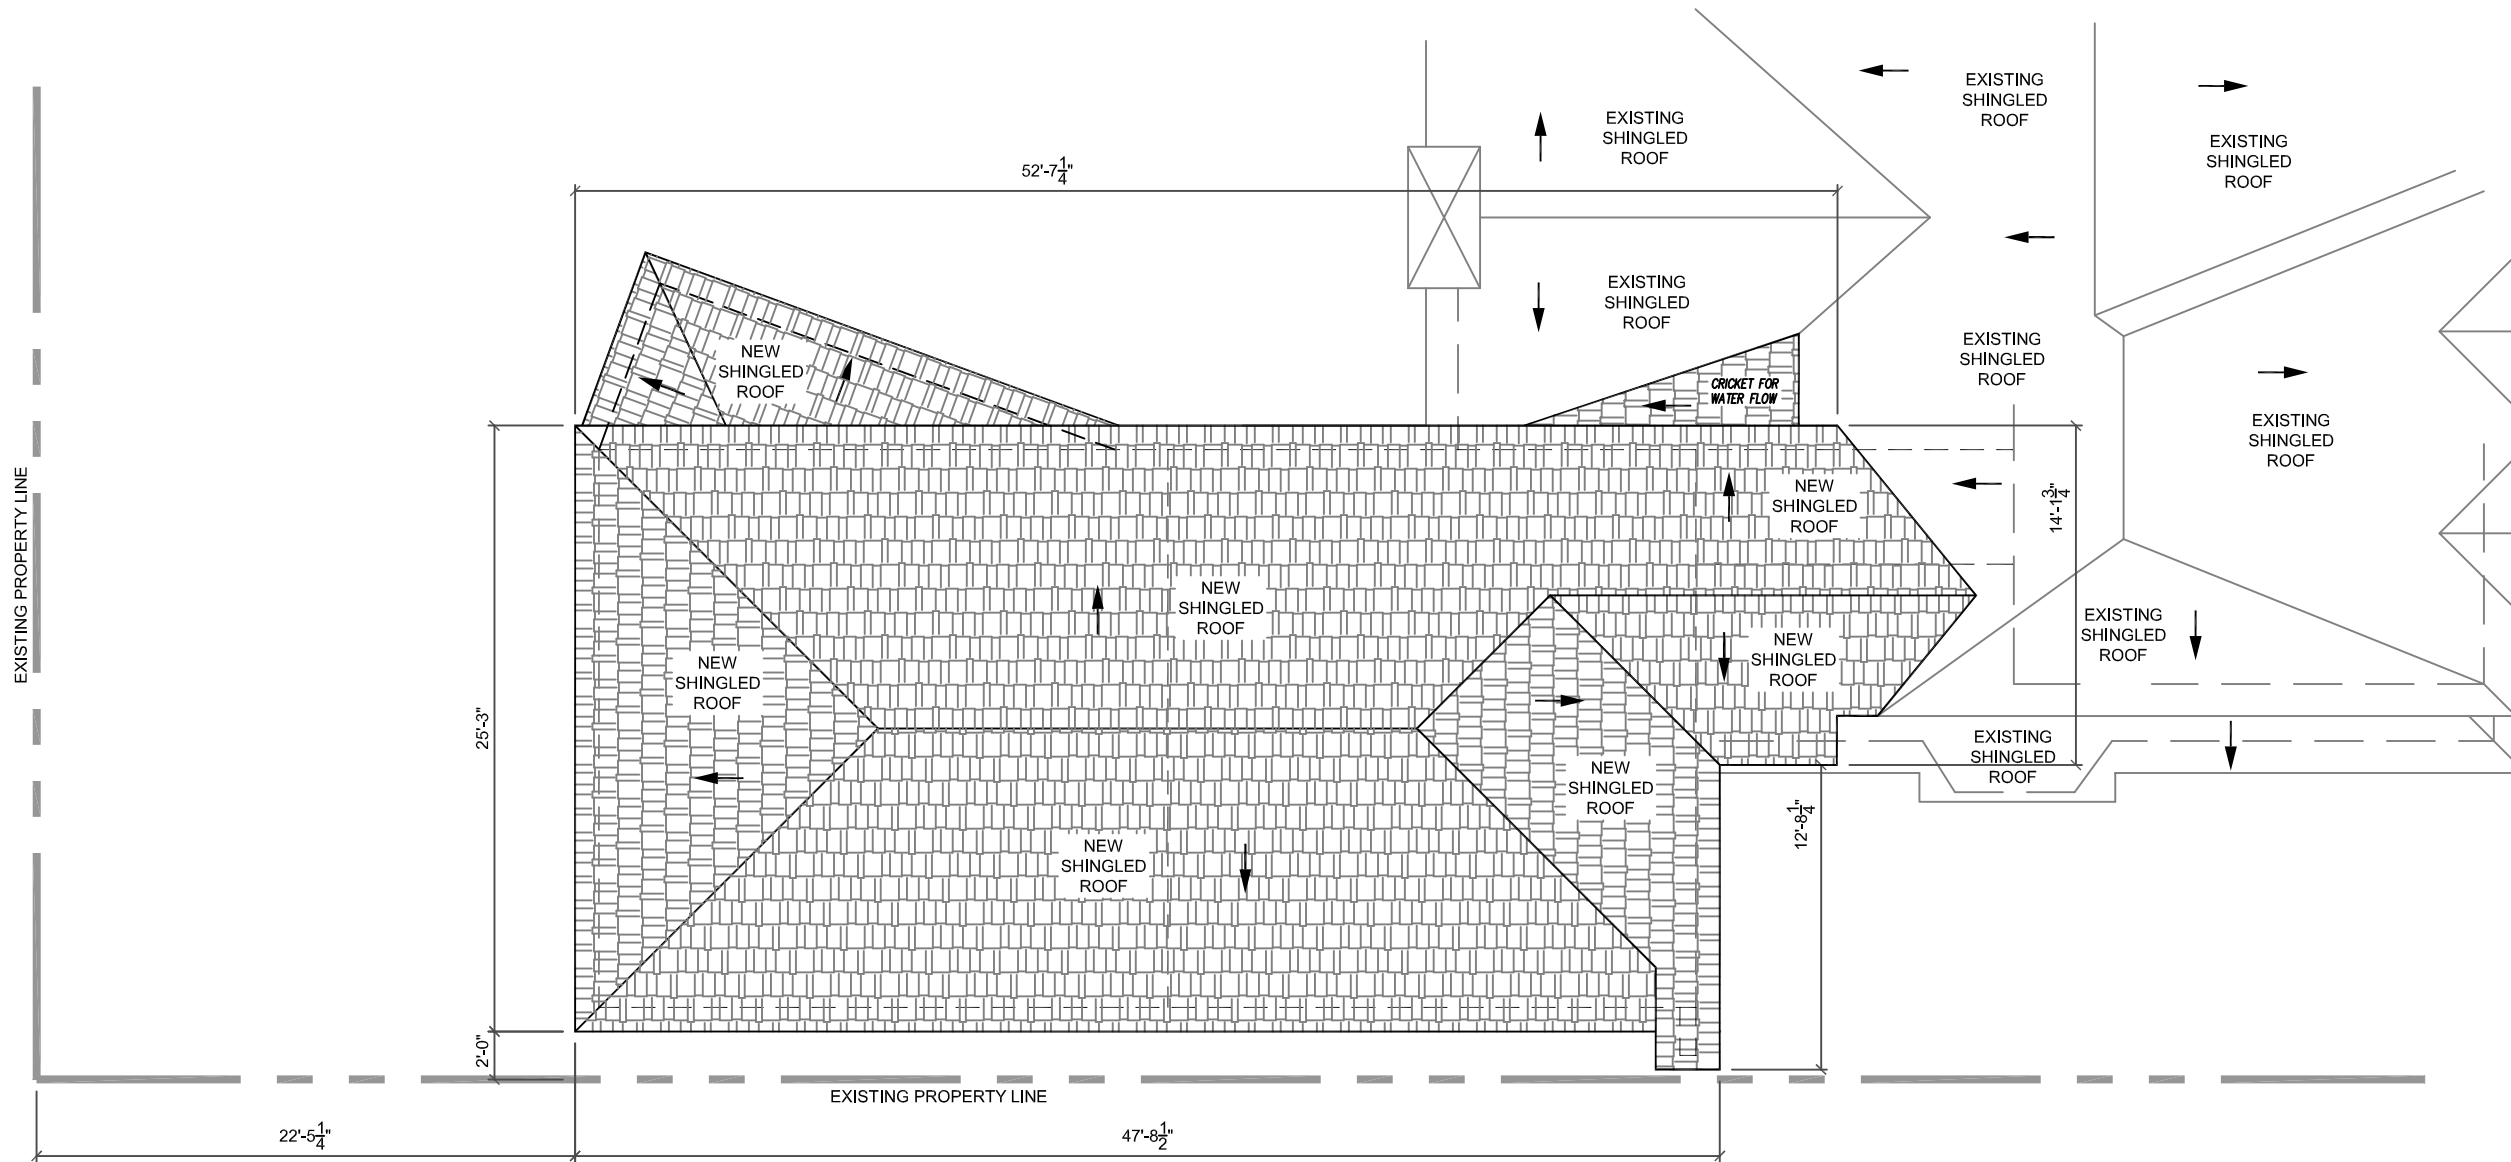 EXISTING
SHINGLED
ROOF
EXISTING
SHINGLED
ROOF
EXISTING
SHINGLED
ROOF
52'-7 1/4"
EXISTING
SHINGLED
ROOF
NEW
SHINGLED
ROOF
CRICKET FOR
WATER FLOW
EXISTING
SHINGLED
ROOF
EXISTING
SHINGLED
ROOF
NEW
SHINGLED
ROOF
14'-1 3/4"
EXISTING PROPERTY LINE
NEW
SHINGLED
ROOF
NEW
SHINGLED
ROOF
NEW
SHINGLED
ROOF
EXISTING
SHINGLED
ROOF
25'-3"
NEW
SHINGLED
ROOF
EXISTING
SHINGLED
ROOF
12'-8 1/4"
NEW
SHINGLED
ROOF
2'-0"
EXISTING PROPERTY LINE
22'-5 1/4"
47'-8 1/2"